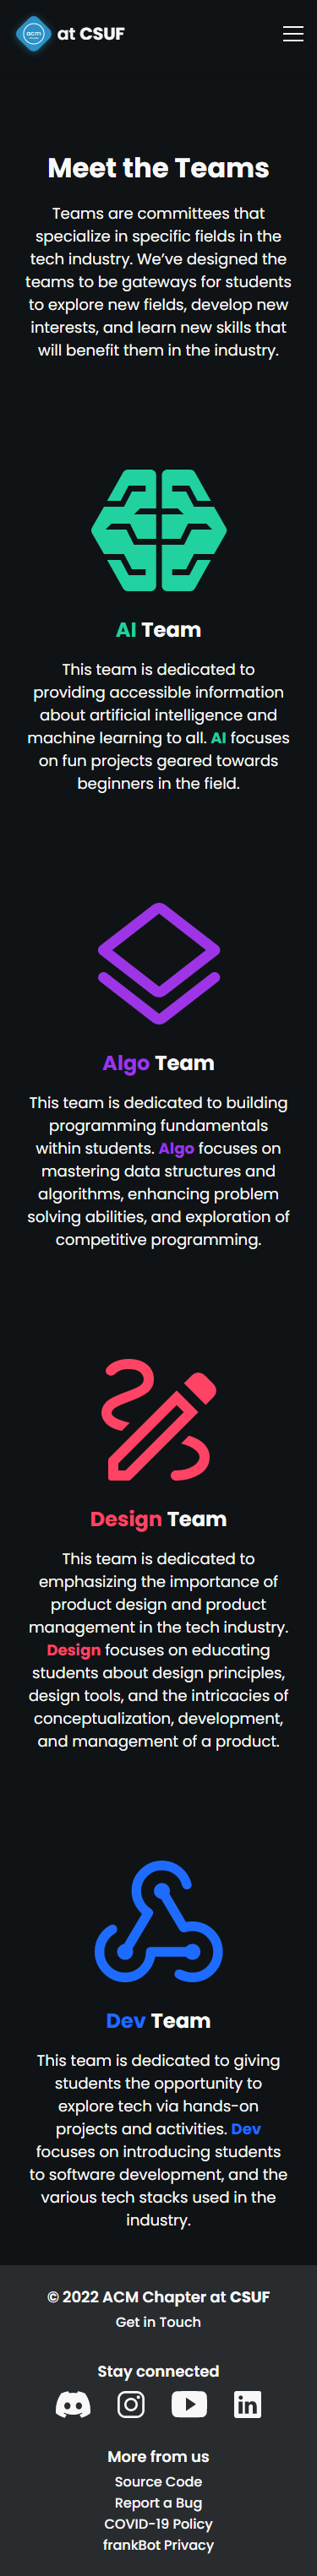 acm
at CSUF
Meet the Teams
Teams are committees that
specialize in specific fields in the
tech industry. We’ve designed the
teams to be gateways for students
to explore new fields, develop new
interests, and learn new skills that
will benefit them in the industry.
AI Team
This team is dedicated to
providing accessible information
about artificial intelligence and
machine learning to all. AI focuses
on fun projects geared towards
beginners in the field.
Algo Team
This team is dedicated to building
programming fundamentals
within students. Algo focuses on
mastering data structures and
algorithms, enhancing problem
solving abilities, and exploration of
competitive programming.
Design Team
This team is dedicated to
emphasizing the importance of
product design and product
management in the tech industry.
Design focuses on educating
students about design principles,
design tools, and the intricacies of
conceptualization, development,
and management of a product.
Dev Team
This team is dedicated to giving
students the opportunity to
explore tech via hands-on
projects and activities. Dev
focuses on introducing students
to software development, and the
various tech stacks used in the
industry.
© 2022 ACM Chapter at CSUF
Get in Touch
Stay connected
in
More from us
Source Code
Report a Bug
COVID-19 Policy
frankBot Privacy